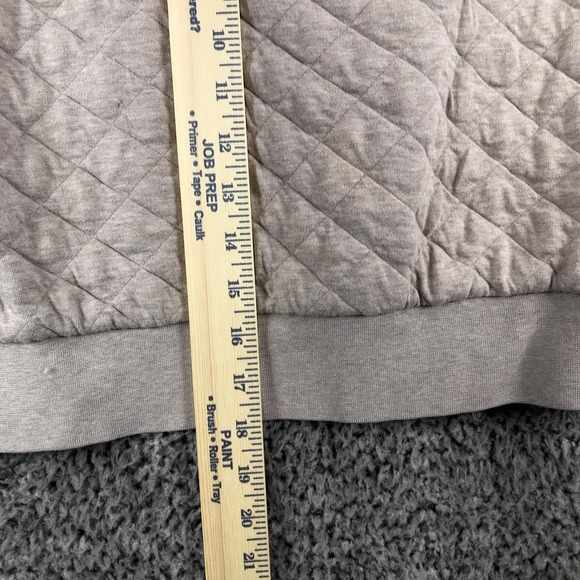 ered?
10
11
12
13
14
15
16
17
18
19
20
21
JOB PREP
• Primer • Tape • Caulk
PAINT
• Brush • Roller • Tray